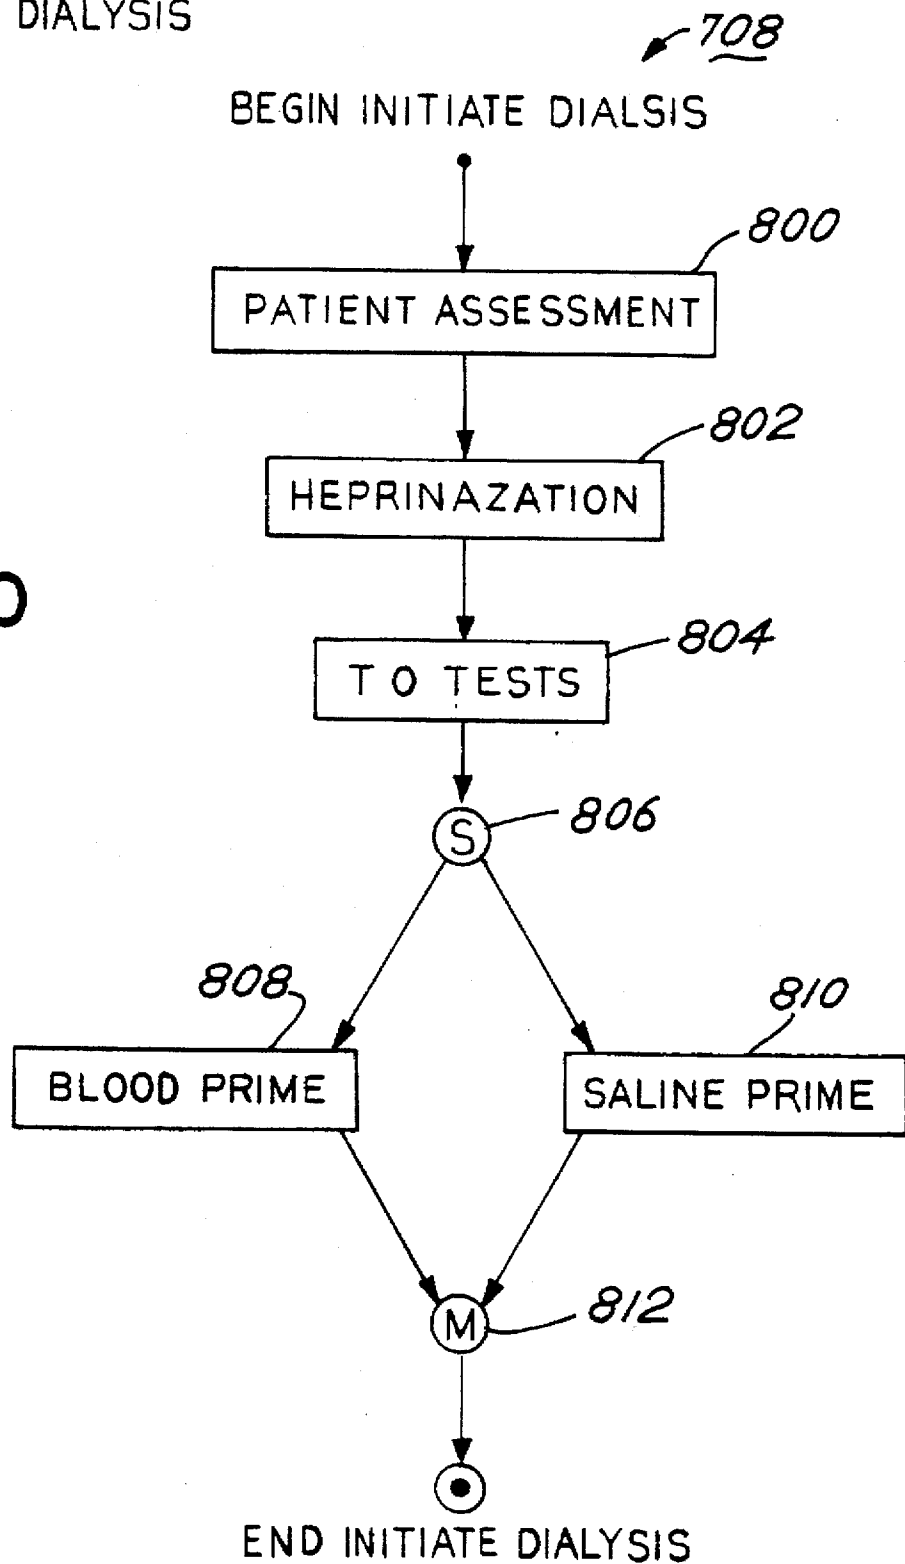 DIALYSIS
708
BEGIN INITIATE DIALSIS
800
PATIENT ASSESSMENT
802
HEPRINAZATION
804
TO TESTS
806
S
808
810
BLOOD PRIME
SALINE PRIME
812
M
END INITIATE DIALYSIS